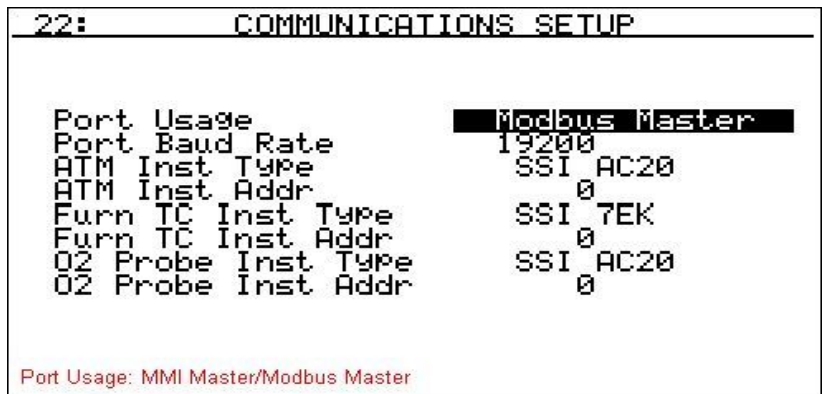 22: COMMUNICATIONS SETUP
Port Usage Modbus Master
Port Baud Rate 19200
ATM Inst Type SSI AC20
ATM Inst Addr 0
Furn TC Inst Type SSI 7EK
Furn TC Inst Addr 0
O2 Probe Inst Type SSI AC20
O2 Probe Inst Addr 0
Port Usage: MMI Master/Modbus Master